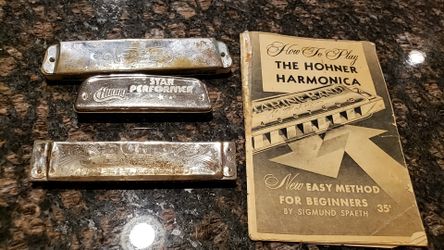 STAR
PERFORMER
How To Play
THE HOHNER
HARMONICA
MARINE BAND
New EASY METHOD
FOR BEGINNERS
BY SIGMUND SPAETH
35¢